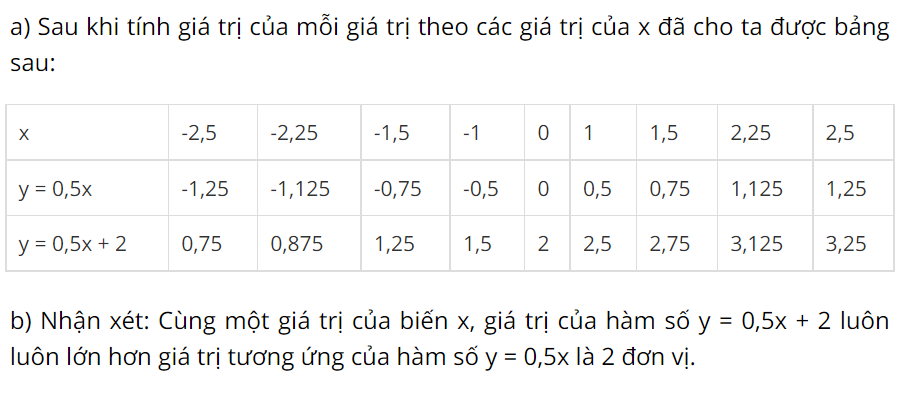 a) Sau khi tính giá trị của mỗi giá trị theo các giá trị của x đã cho ta được bảng
sau:
x -2,5 -2,25 -1,5 -1 0 1 1,5 2,25 2,5
y = 0,5x -1,25 -1,125 -0,75 -0,5 0 0,5 0,75 1,125 1,25
y = 0,5x + 2 0,75 0,875 1,25 1,5 2 2,5 2,75 3,125 3,25
b) Nhận xét: Cùng một giá trị của biến x, giá trị của hàm số y = 0,5x + 2 luôn
luôn lớn hơn giá trị tương ứng của hàm số y = 0,5x là 2 đơn vị.